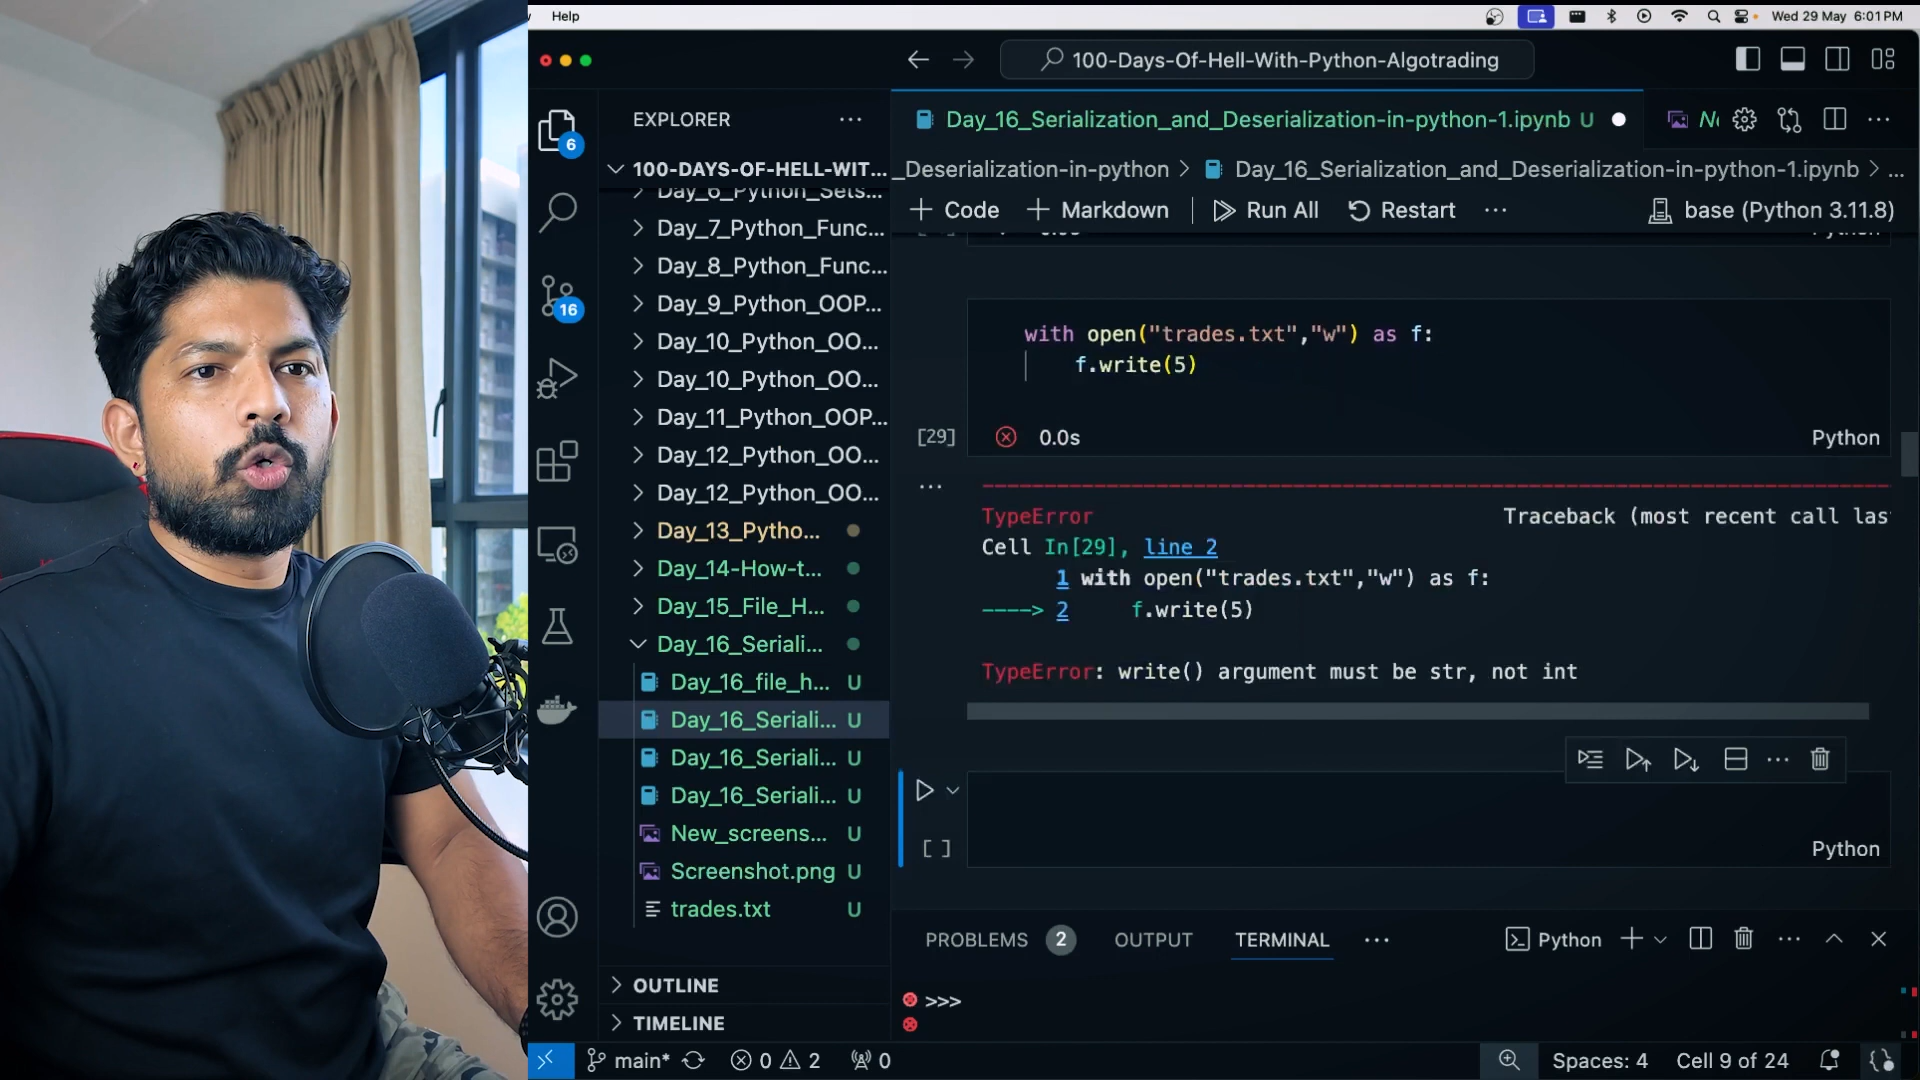 Help
Wed 29 May 6:01 PM
100-Days-Of-Hell-With-Python-Algotrading
EXPLORER
Day_16_Serialization_and_Deserialization-in-python-1.ipynb U
100-DAYS-OF-HELL-WIT...
_Deserialization-in-python > Day_16_Serialization_and_Deserialization-in-python-1.ipynb > ...
+ Code + Markdown Run All Restart ... base (Python 3.11.8)
Day_6_Python_Sets...
Day_7_Python_Func...
Day_8_Python_Func...
Day_9_Python_OOP...
Day_10_Python_OO...
Day_10_Python_OO...
Day_11_Python_OOP...
Day_12_Python_OO...
Day_12_Python_OO...
Day_13_Pytho...
Day_14-How-t...
Day_15_File_H...
Day_16_Seriali...
Day_16_file_h... U
Day_16_Seriali... U
Day_16_Seriali... U
Day_16_Seriali... U
New_screens... U
Screenshot.png U
trades.txt U
OUTLINE
TIMELINE
6
16
with open("trades.txt","w") as f:
f.write(5)
[29] 0.0s Python
TypeError Traceback (most recent call las
Cell In[29], line 2
1 with open("trades.txt","w") as f:
----> 2 f.write(5)
TypeError: write() argument must be str, not int
[ ] Python
PROBLEMS 2 OUTPUT TERMINAL ... Python
>>>
main* 0 2 0 Spaces: 4 Cell 9 of 24